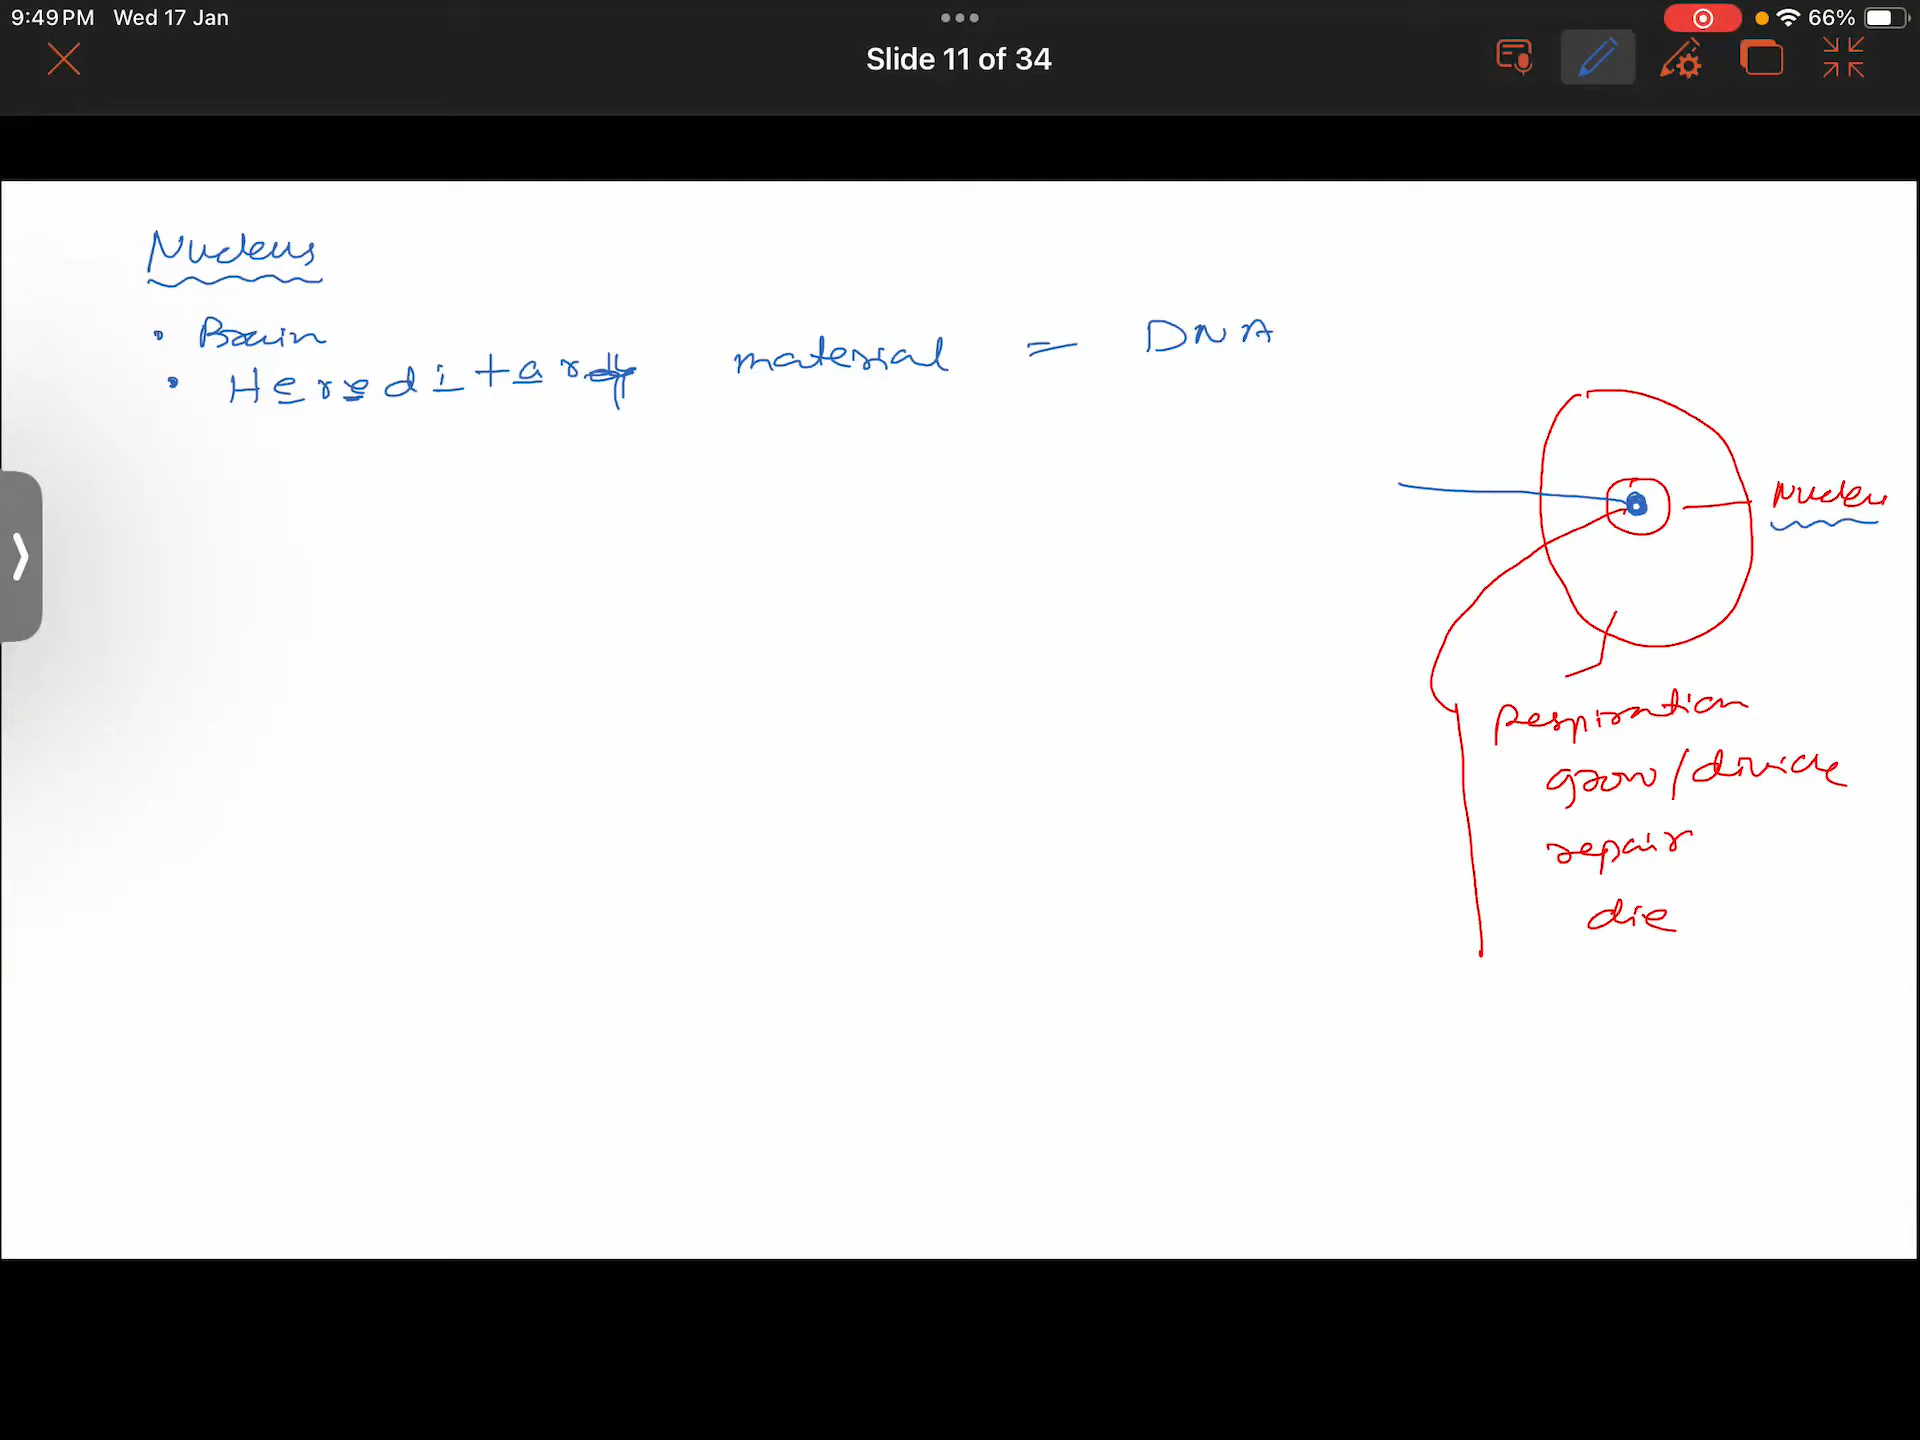 9:49 PM Wed 17 Jan
66%
Slide 11 of 34
Nucleus
• Brain
• Hereditary material = DNA
Nucleu
Respiration
grow/divide
repair
die